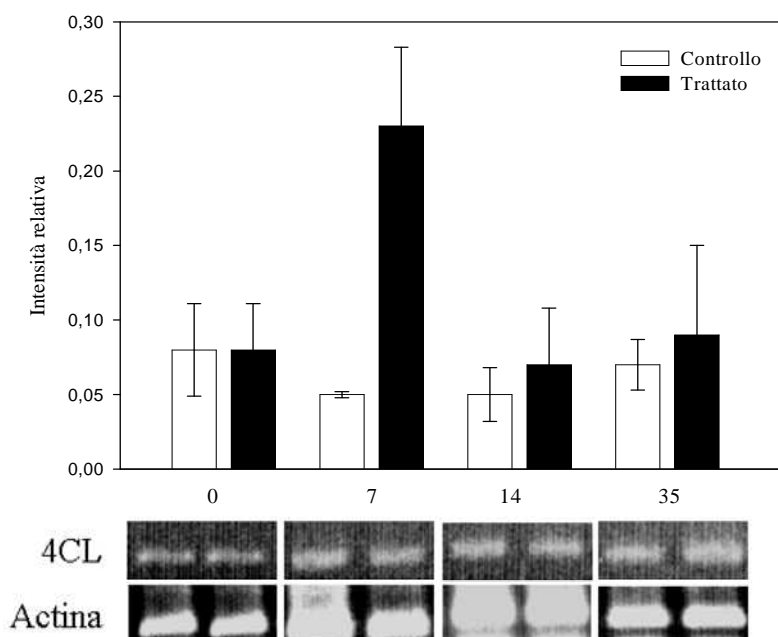 0,30
0,25
0,20
0,15
0,10
0,05
0,00
Intensità relativa
Controllo
Trattato
0 7 14 35
4CL
Actina